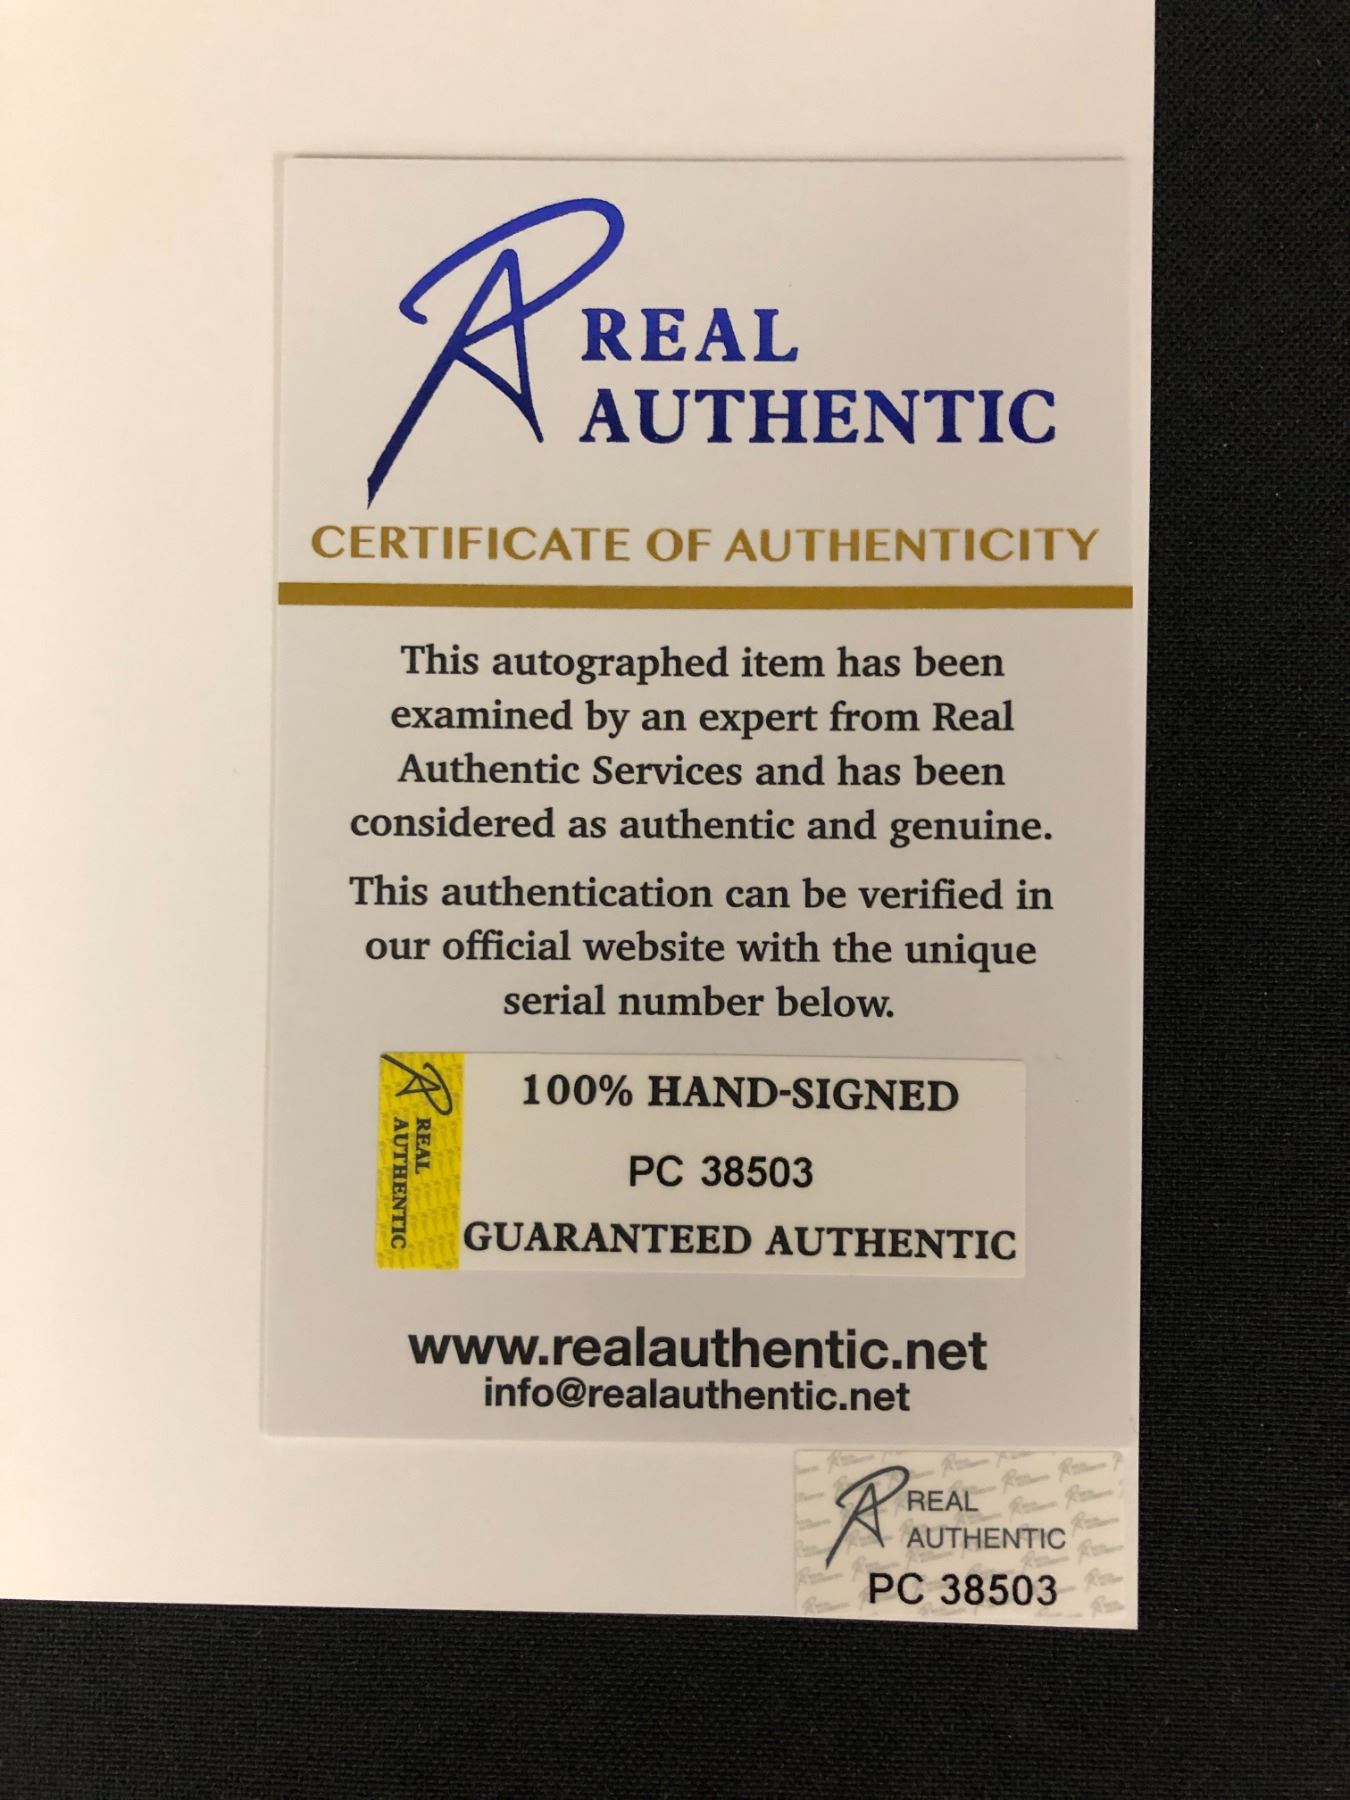 REAL
AUTHENTIC
CERTIFICATE OF AUTHENTICITY
This autographed item has been
examined by an expert from Real
Authentic Services and has been
considered as authentic and genuine.
This authentication can be verified in
our official website with the unique
serial number below.
REAL
AUTHENTIC
100% HAND-SIGNED
PC 38503
GUARANTEED AUTHENTIC
www.realauthentic.net
info@realauthentic.net
REAL
AUTHENTIC
PC 38503